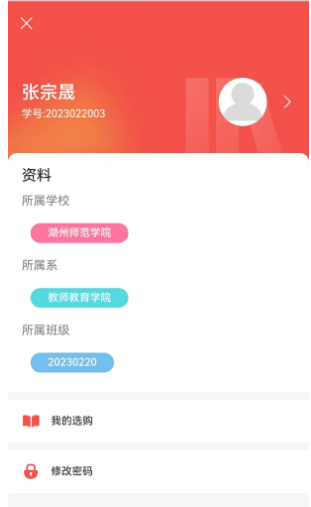 张宗晟
学号:2023022003
资料
所属学校
湖州师范学院
所属系
教师教育学院
所属班级
20230220
我的选购
修改密码